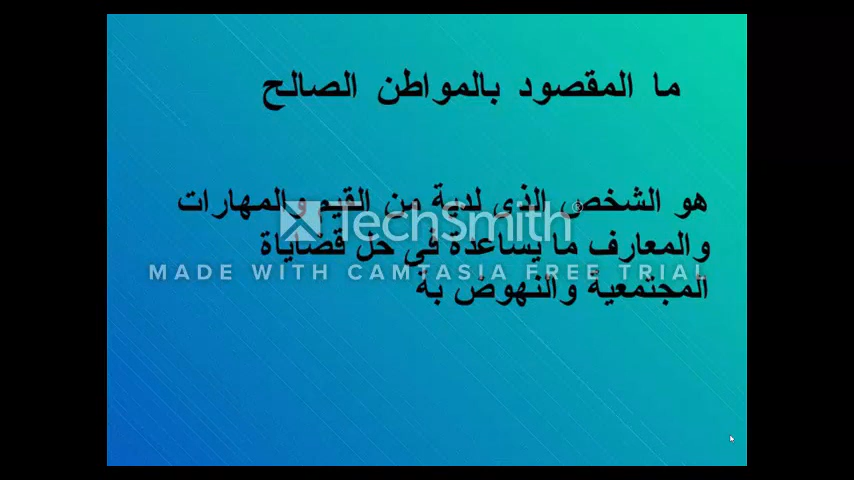 ما المقصود بالمواطن الصالح
هو الشخص الذى لدية من القيم والمهارات
والمعارف ما يساعدة فى حل قضاياة
المجتمعية والنهوض بة
TechSmith®
MADE WITH CAMTASIA FREE TRIAL